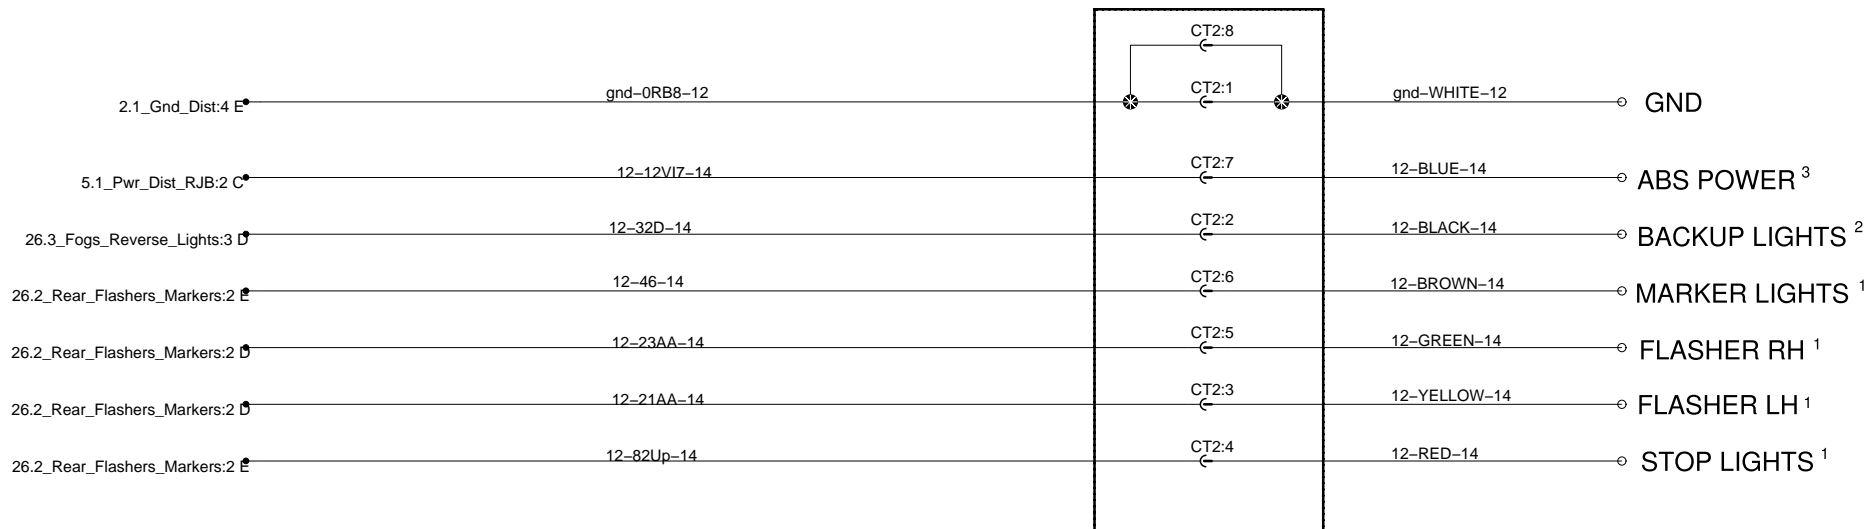 CT2:8
2.1_Gnd_Dist:4 E gnd–0RB8–12 CT2:1 gnd–WHITE–12 GND
5.1_Pwr_Dist_RJB:2 C 12–12VI7–14 CT2:7 12–BLUE–14 ABS POWER 3
26.3_Fogs_Reverse_Lights:3 D 12–32D–14 CT2:2 12–BLACK–14 BACKUP LIGHTS 2
26.2_Rear_Flashers_Markers:2 E 12–46–14 CT2:6 12–BROWN–14 MARKER LIGHTS 1
26.2_Rear_Flashers_Markers:2 D 12–23AA–14 CT2:5 12–GREEN–14 FLASHER RH 1
26.2_Rear_Flashers_Markers:2 D 12–21AA–14 CT2:3 12–YELLOW–14 FLASHER LH 1
26.2_Rear_Flashers_Markers:2 E 12–82Up–14 CT2:4 12–RED–14 STOP LIGHTS 1